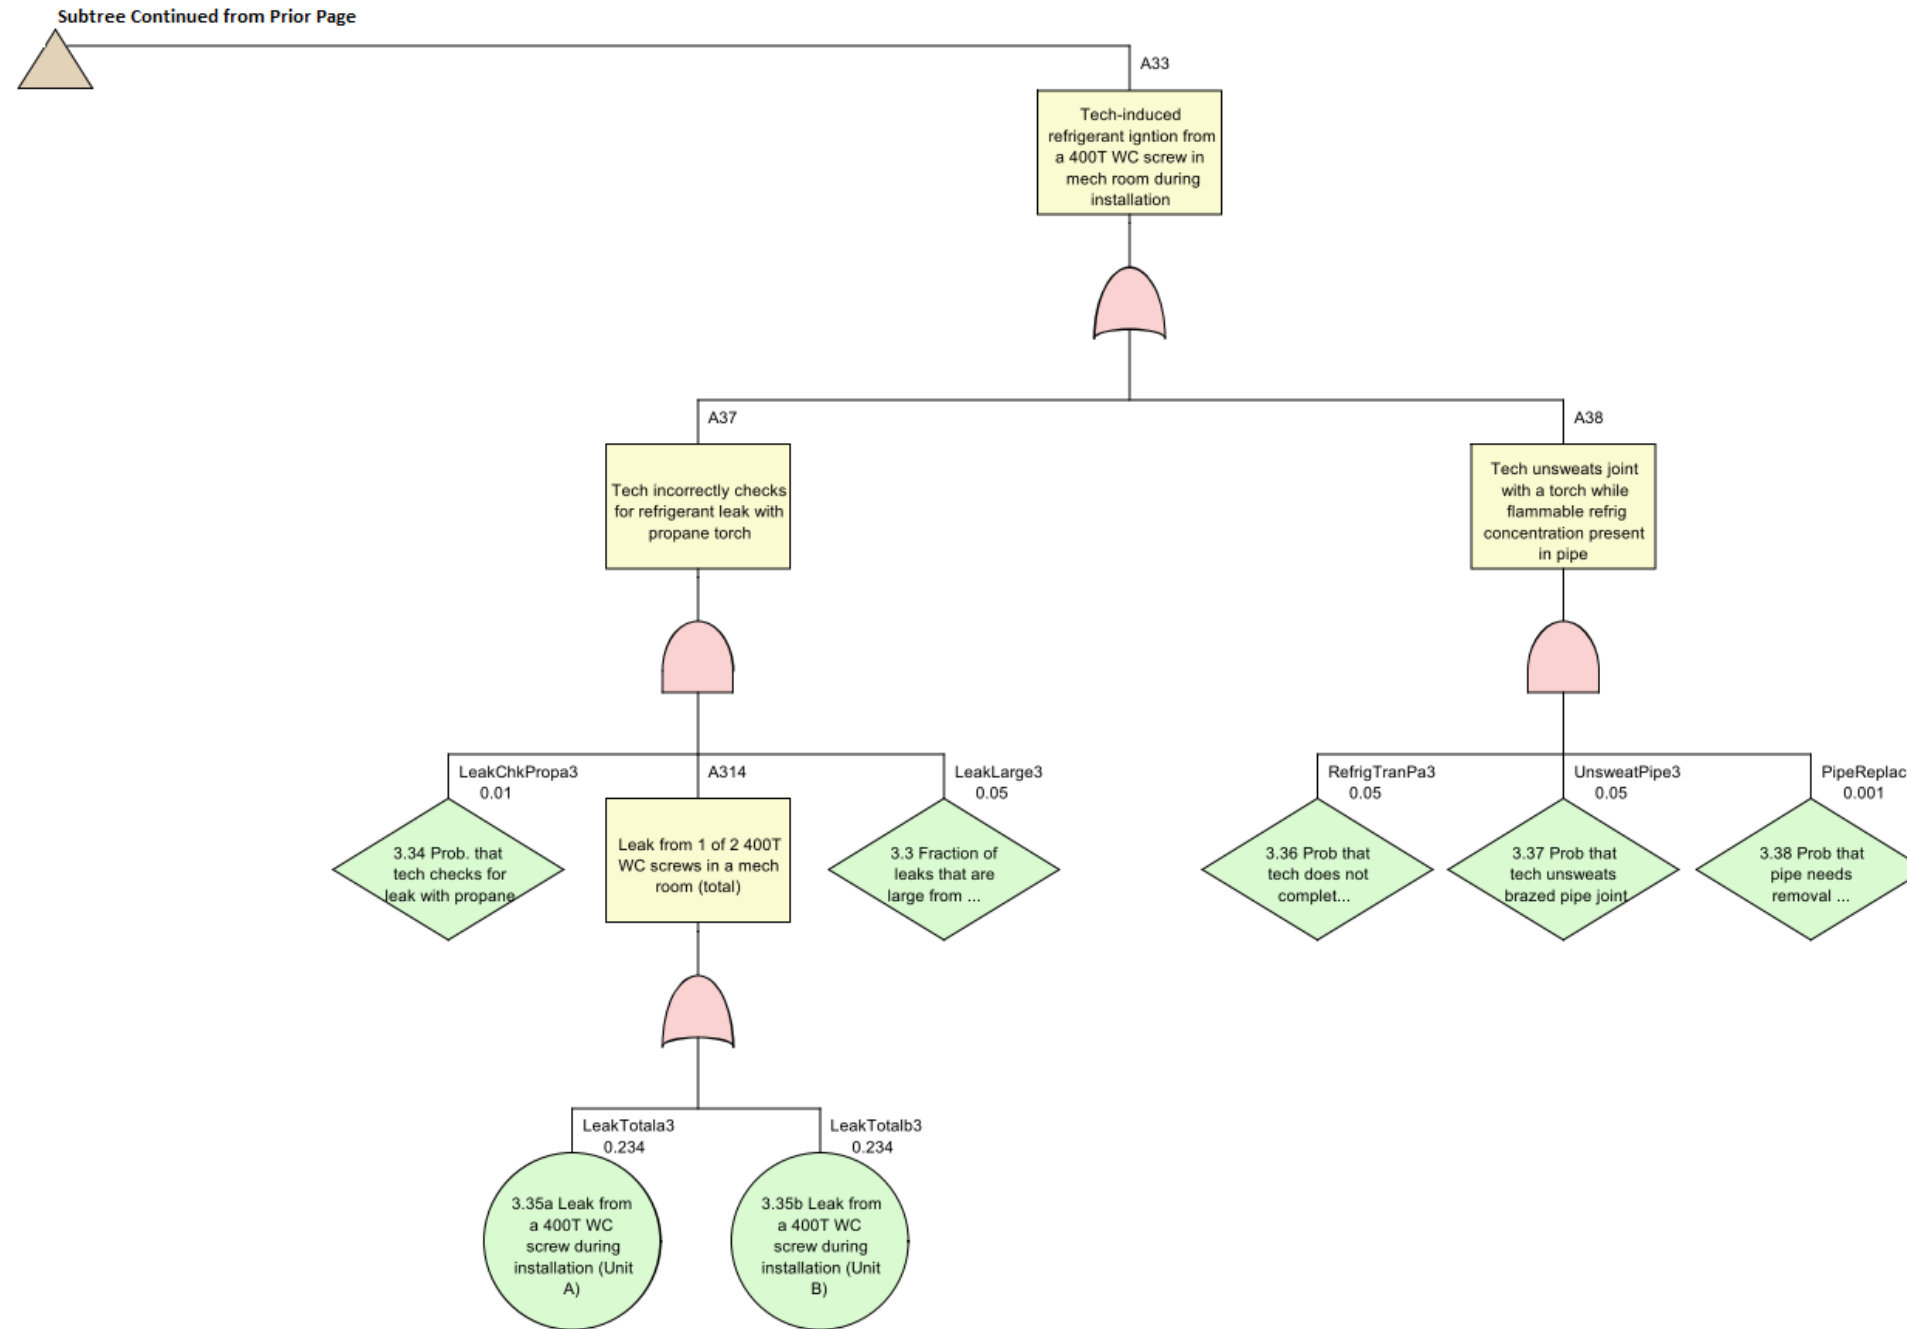 Subtree Continued from Prior Page
A33
Tech-induced
refrigerant igntion from
a 400T WC screw in
mech room during
installation
A37
Tech incorrectly checks
for refrigerant leak with
propane torch
A38
Tech unsweats joint
with a torch while
flammable refrig
concentration present
in pipe
LeakChkPropa3
0.01
3.34 Prob. that
tech checks for
leak with propane
A314
Leak from 1 of 2 400T
WC screws in a mech
room (total)
LeakLarge3
0.05
3.3 Fraction of
leaks that are
large from ...
RefrigTranPa3
0.05
3.36 Prob that
tech does not
complet...
UnsweatPipe3
0.05
3.37 Prob that
tech unsweats
brazed pipe joint
PipeReplac
0.001
3.38 Prob that
pipe needs
removal ...
LeakTotala3
0.234
3.35a Leak from
a 400T WC
screw during
installation (Unit
A)
LeakTotalb3
0.234
3.35b Leak from
a 400T WC
screw during
installation (Unit
B)